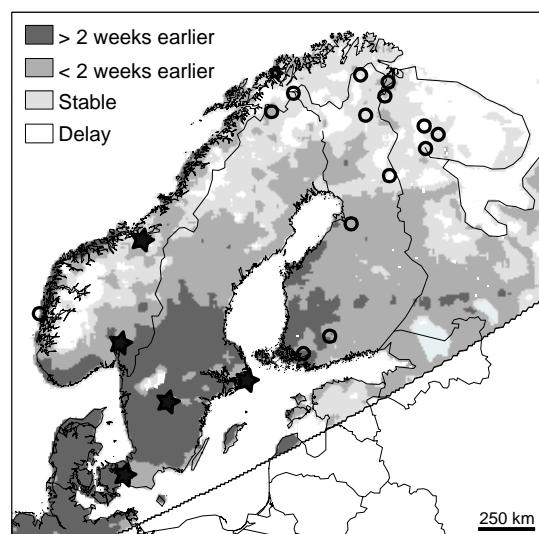 > 2 weeks earlier
< 2 weeks earlier
Stable
Delay
250 km